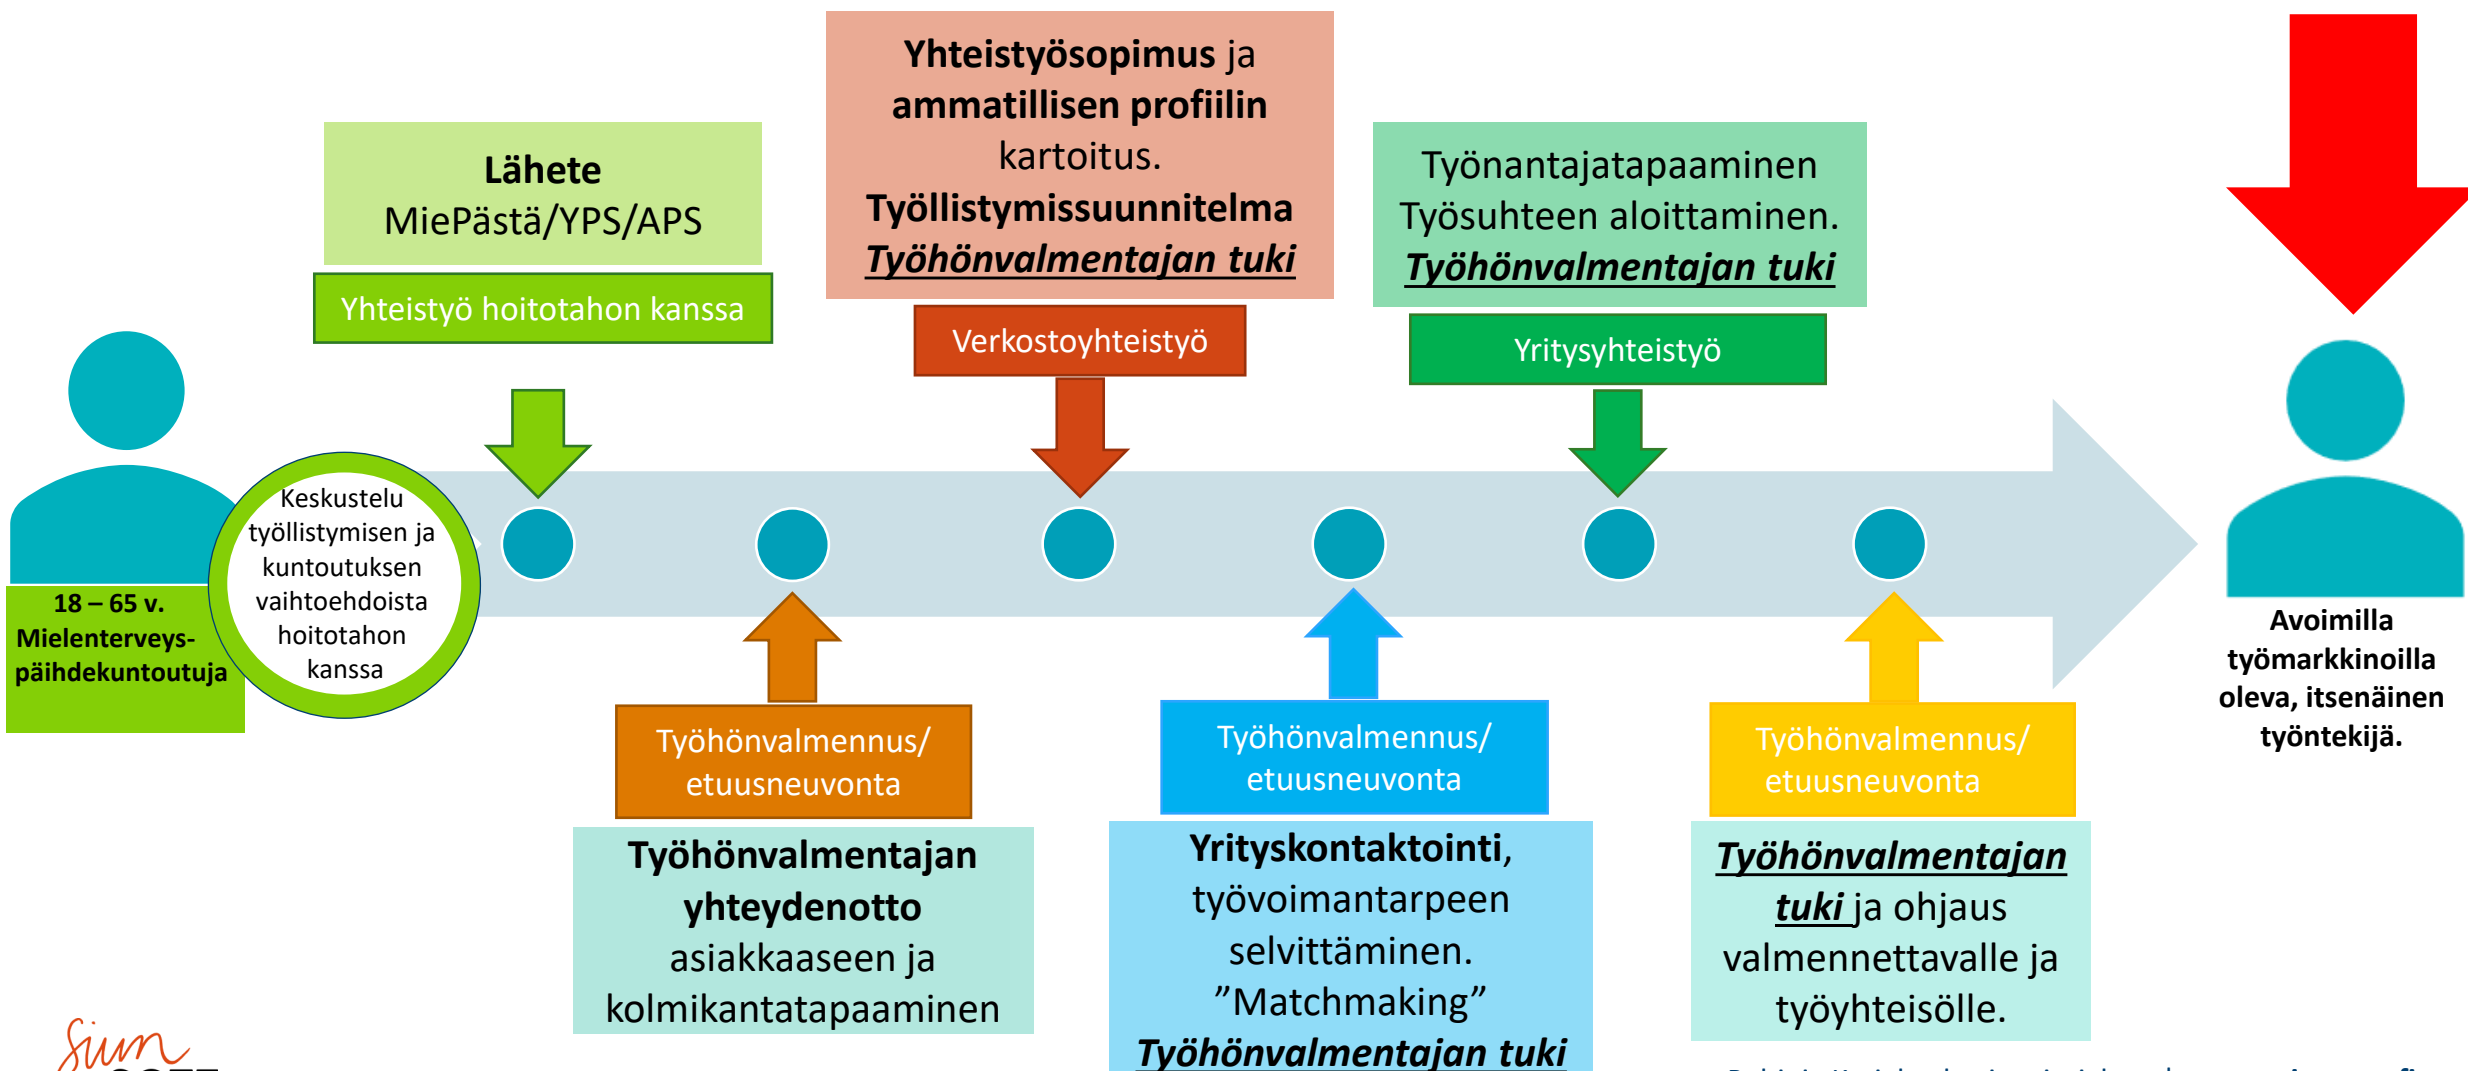 18 – 65 v.
Mielenterveys-
päihdekuntoutuja
Keskustelu
työllistymisen ja
kuntoutuksen
vaihtoehdoista
hoitotahon
kanssa
Lähete
MiePästä/YPS/APS
Yhteistyö hoitotahon kanssa
Työhönvalmennus/
etuusneuvonta
Työhönvalmentajan
yhteydenotto
asiakkaaseen ja
kolmikantatapaaminen
Yhteistyösopimus ja
ammatillisen profiilin
kartoitus.
Työllistymissuunnitelma
Työhönvalmentajan tuki
Verkostoyhteistyö
Työhönvalmennus/
etuusneuvonta
Yrityskontaktointi,
työvoimantarpeen
selvittäminen.
”Matchmaking”
Työhönvalmentajan tuki
Työnantajatapaaminen
Työsuhteen aloittaminen.
Työhönvalmentajan tuki
Yritysyhteistyö
Työhönvalmennus/
etuusneuvonta
Työhönvalmentajan
tuki ja ohjaus
valmennettavalle ja
työyhteisölle.
Avoimilla
työmarkkinoilla
oleva, itsenäinen
työntekijä.
Siun